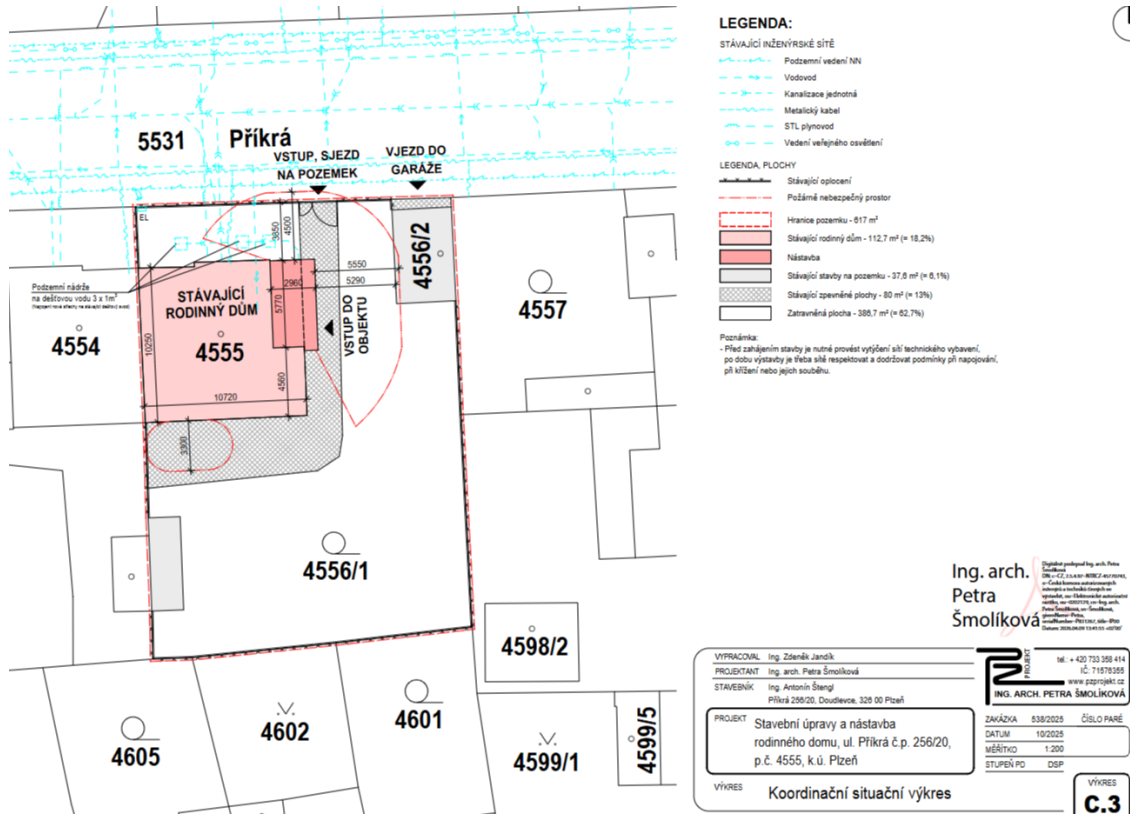 5531
Příkrá
VSTUP, SJEZD
NA POZEMEK
VJEZD DO
GARÁŽE
EL
3850
4500
4556/2
5550
5290
2960
5770
Podzemní nádrže
na dešťovou vodu 3 x 1m³
STÁVAJÍCÍ
RODINNÝ DŮM
VSTUP DO
OBJEKTU
4554
4555
4557
10250
4560
10720
3300
4556/1
4598/2
4605
4602
4601
4599/1
4599/5
LEGENDA:
STÁVAJÍCÍ INŽENÝRSKÉ SÍTĚ
Podzemní vedení NN
Vodovod
Kanalizace jednotná
Metalický kabel
STL plynovod
Vedení veřejného osvětlení
LEGENDA, PLOCHY
Stávající oplocení
Požárně nebezpečný prostor
Hranice pozemku - 617 m²
Stávající rodinný dům - 112,7 m² (= 18,2%)
Nástavba
Stávající stavby na pozemku - 37,6 m² (= 6,1%)
Stávající zpevněné plochy - 80 m² (= 13%)
Zatravněná plocha - 386,7 m² (= 62,7%)
Poznámka:
- Před zahájením stavby je nutné provést vytýčení sítí technického vybavení,
po dobu výstavby je třeba sítě respektovat a dodržovat podmínky při napojování,
při křížení nebo jejich souběhu.
Ing. arch.
Petra
Šmolíková
VYPRACOVAL Ing. Zdeněk Jandík
PROJEKTANT Ing. arch. Petra Šmolíková
STAVEBNÍK Ing. Antonín Štengl
Příkrá 256/20, Doudlevce, 326 00 Plzeň
PROJEKT
tel.: + 420 733 358 414
IČ: 71576355
www.pzprojekt.cz
ING. ARCH. PETRA ŠMOLÍKOVÁ
PROJEKT Stavební úpravy a nástavba
rodinného domu, ul. Příkrá č.p. 256/20,
p.č. 4555, k.ú. Plzeň
ZAKÁZKA 538/2025 ČÍSLO PARÉ
DATUM 10/2025
MĚŘÍTKO 1:200
STUPEŇ PD DSP
VÝKRES Koordinační situační výkres
VÝKRES
C.3